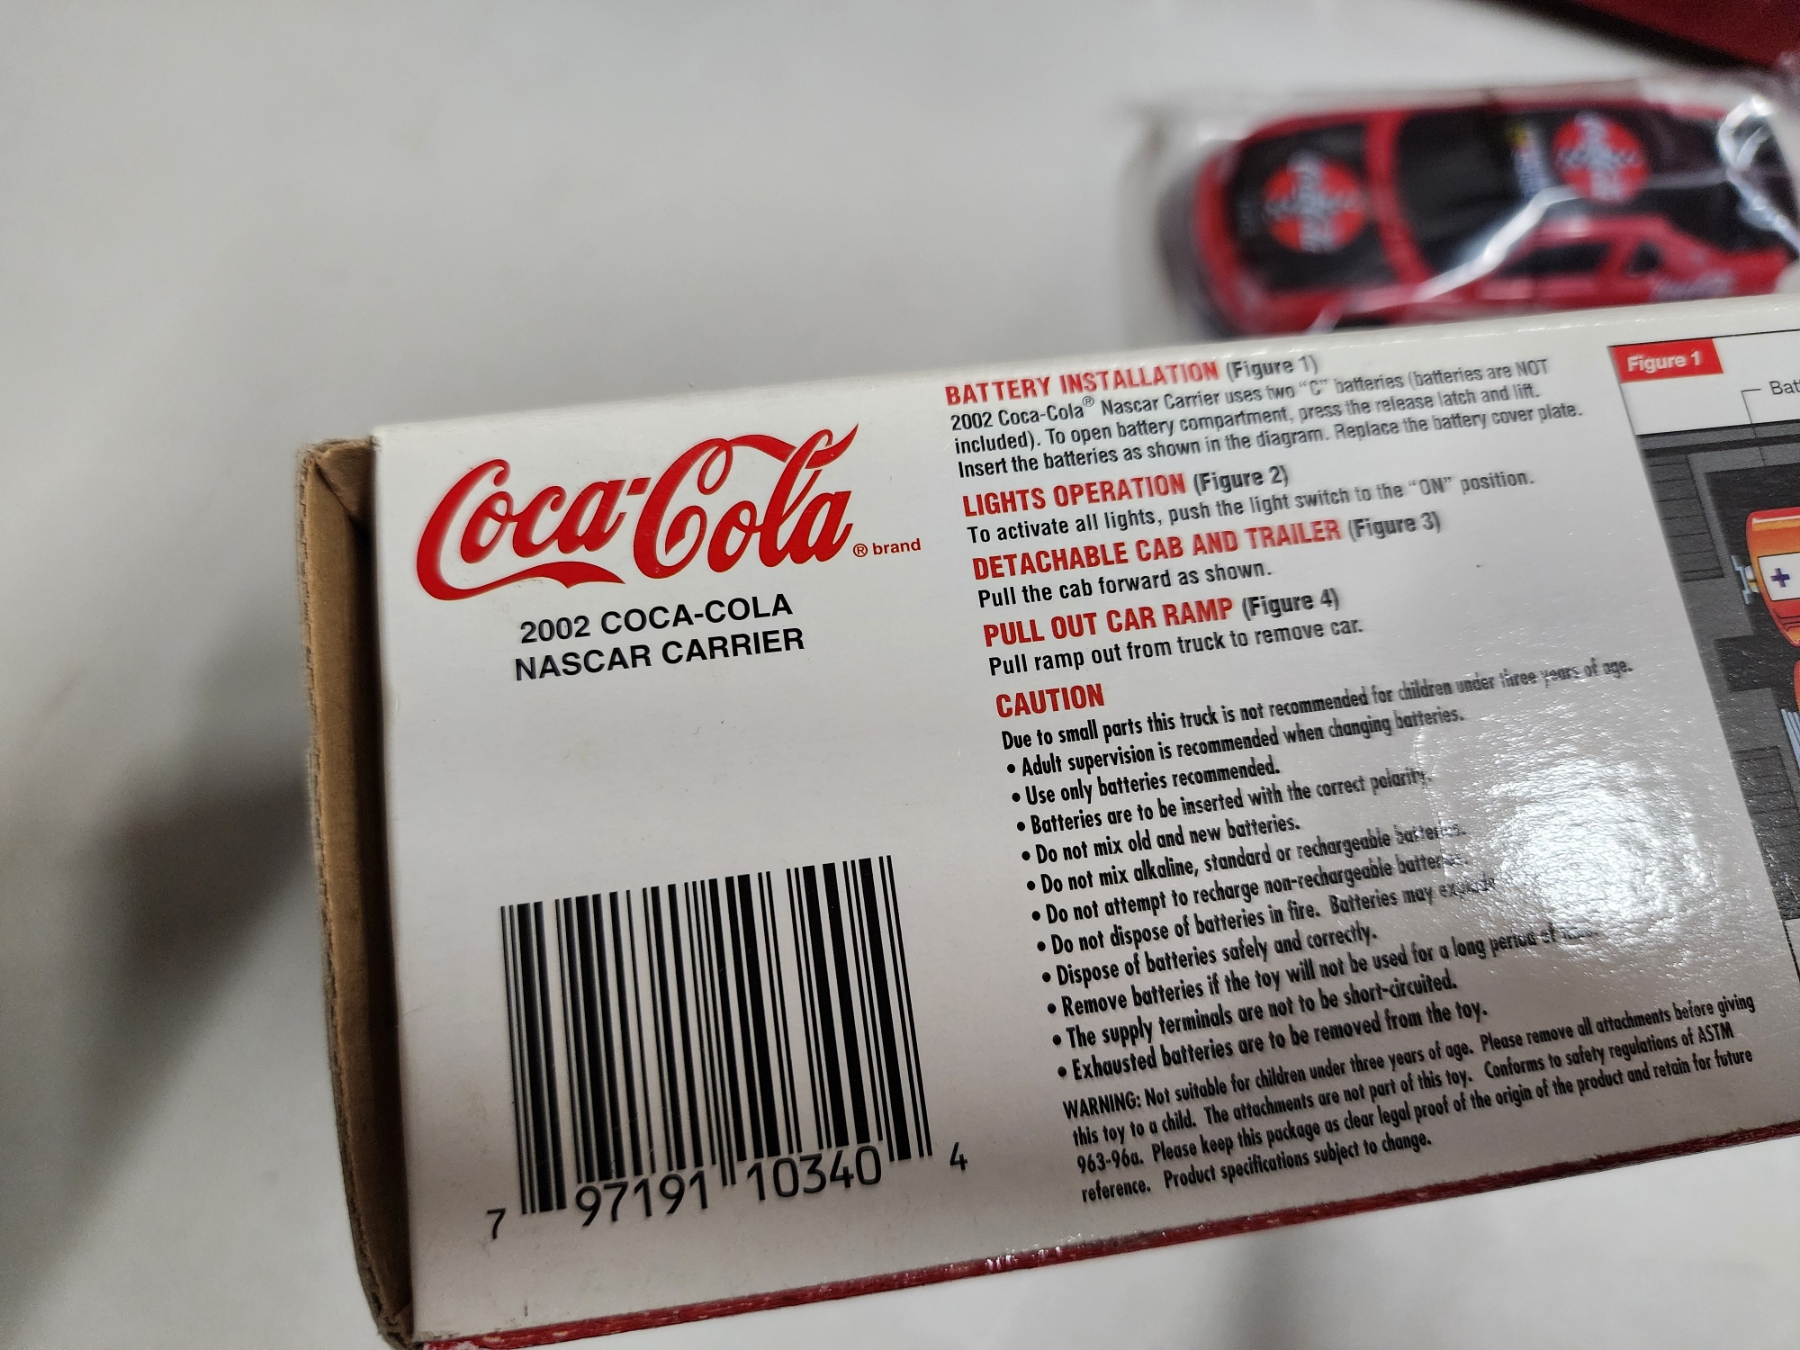 Coca-Cola ® brand
2002 COCA-COLA
NASCAR CARRIER
7 97191 10340 4
BATTERY INSTALLATION (Figure 1)
2002 Coca-Cola® Nascar Carrier uses two "C" batteries (batteries are NOT
included). To open battery compartment, press the release latch and lift.
Insert the batteries as shown in the diagram. Replace the battery cover plate.
LIGHTS OPERATION (Figure 2)
To activate all lights, push the light switch to the "ON" position.
DETACHABLE CAB AND TRAILER (Figure 3)
Pull the cab forward as shown.
PULL OUT CAR RAMP (Figure 4)
Pull ramp out from truck to remove car.
CAUTION
Due to small parts this truck is not recommended for children under three years of age.
• Adult supervision is recommended when changing batteries.
• Use only batteries recommended.
• Batteries are to be inserted with the correct polarity.
• Do not mix old and new batteries.
• Do not mix alkaline, standard or rechargeable batteries.
• Do not attempt to recharge non-rechargeable batteries.
• Do not dispose of batteries in fire. Batteries may explode
• Dispose of batteries safely and correctly.
• Remove batteries if the toy will not be used for a long period of
• The supply terminals are not to be short-circuited.
• Exhausted batteries are to be removed from the toy.
WARNING: Not suitable for children under three years of age. Please remove all attachments before giving
this toy to a child. The attachments are not part of this toy. Conforms to safety regulations of ASTM
963-96a. Please keep this package as clear legal proof of the origin of the product and retain for future
reference. Product specifications subject to change.
Figure 1
+